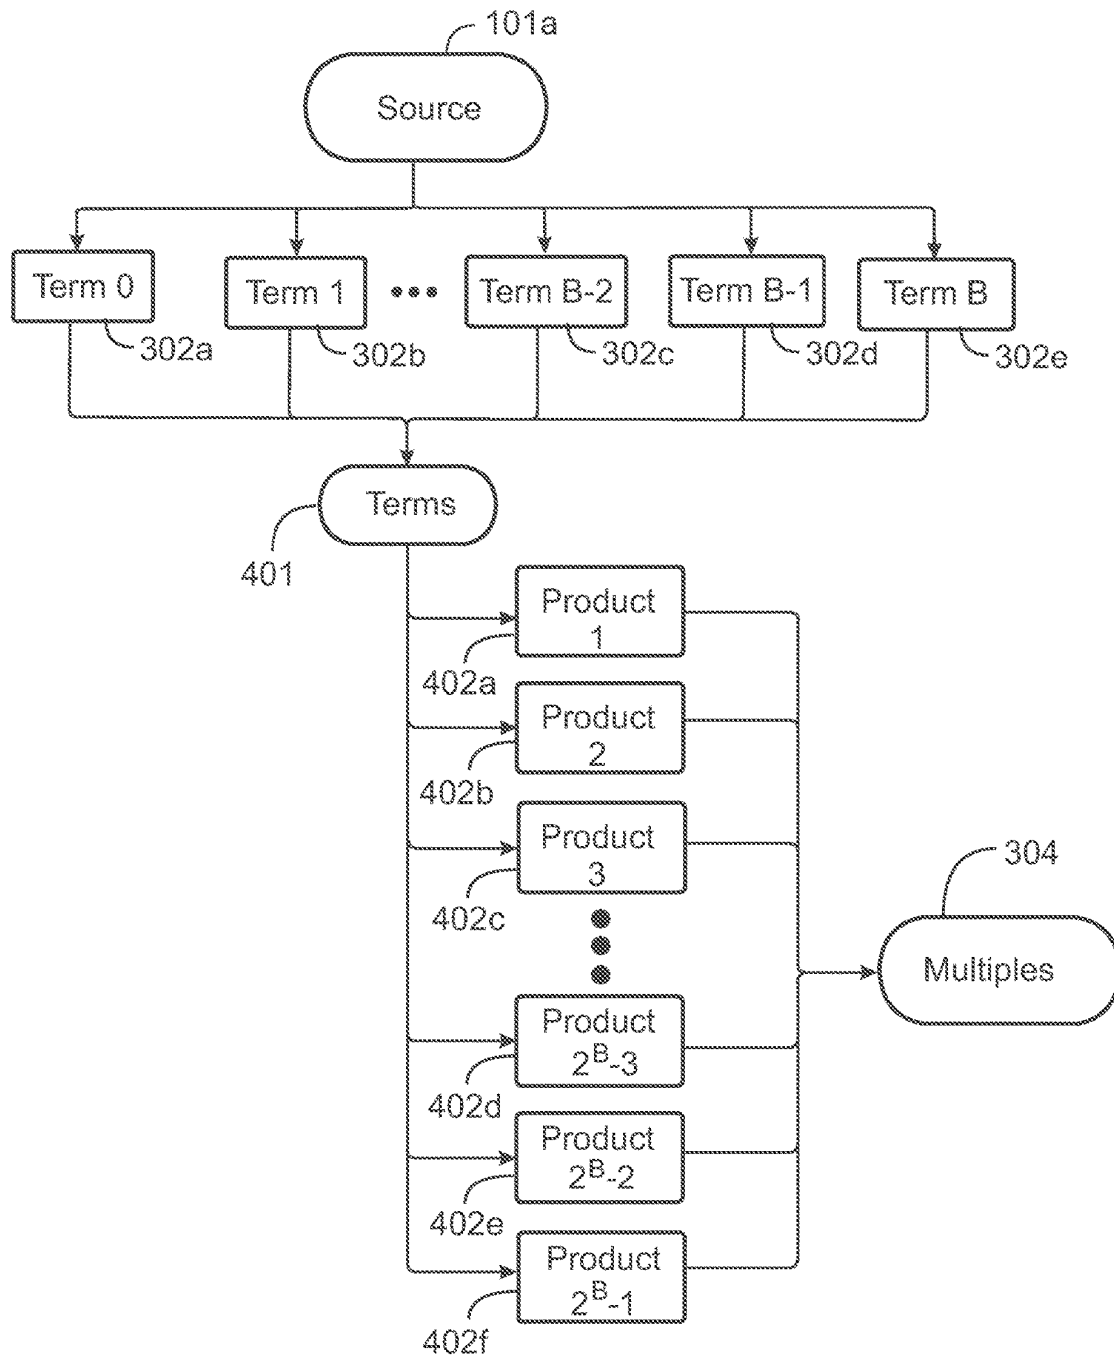 101a
Source
Term 0
Term 1
Term B-2
Term B-1
Term B
302a
302b
302c
302d
302e
Terms
401
Product
1
402a
Product
2
402b
Product
3
402c
304
Multiples
Product
2^B-3
402d
Product
2^B-2
402e
Product
2^B-1
402f